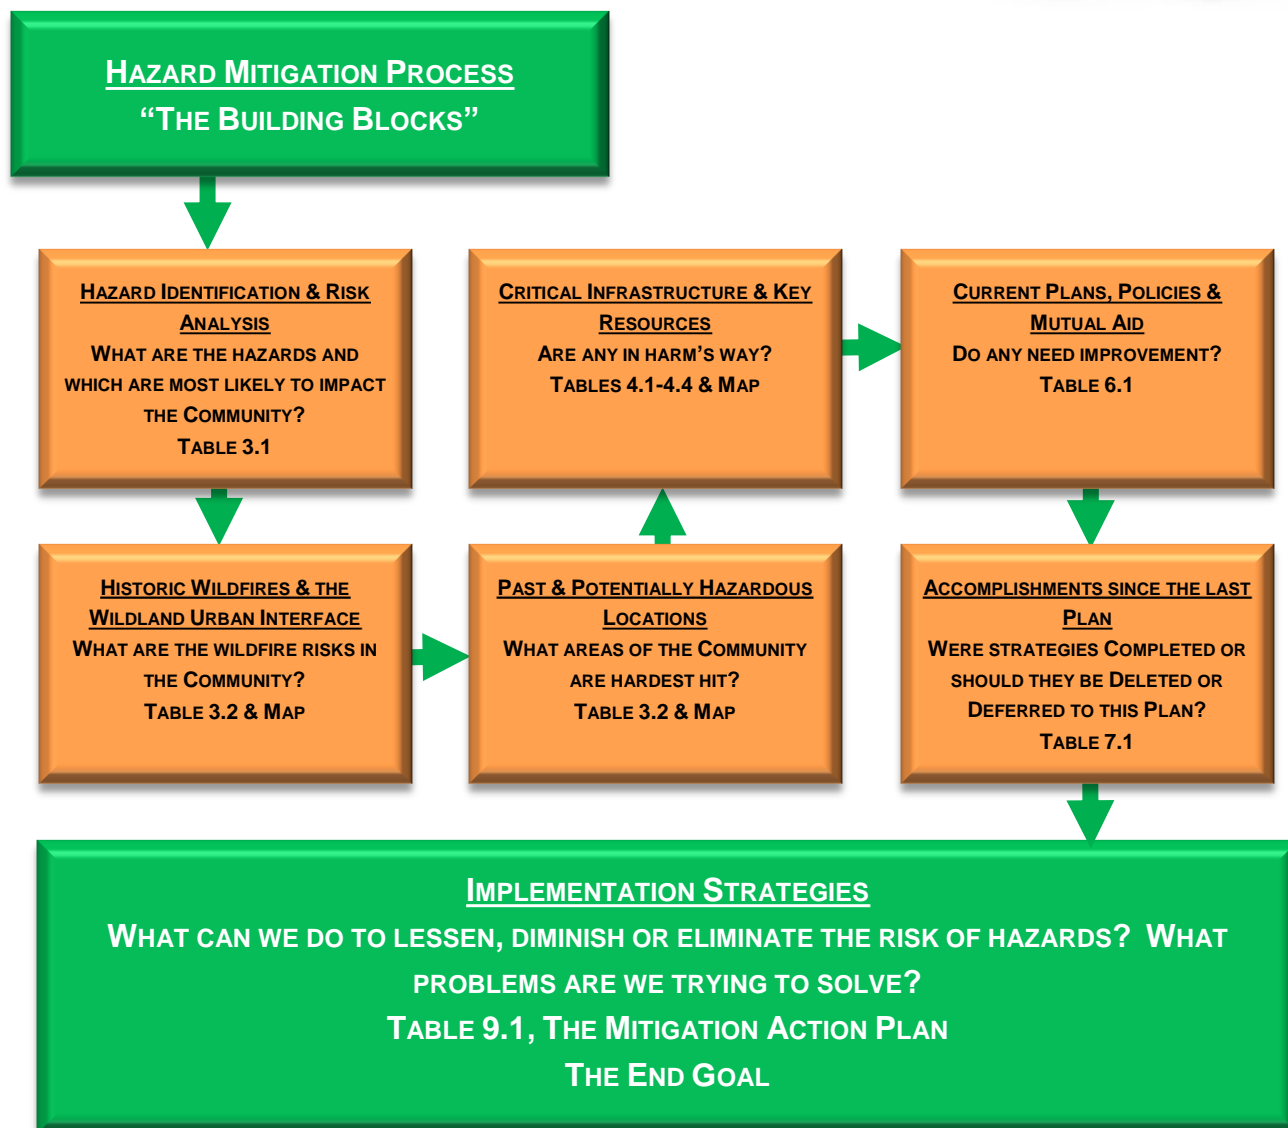 HAZARD MITIGATION PROCESS
“THE BUILDING BLOCKS”
HAZARD IDENTIFICATION & RISK
ANALYSIS
WHAT ARE THE HAZARDS AND
WHICH ARE MOST LIKELY TO IMPACT
THE COMMUNITY?
TABLE 3.1
HISTORIC WILDFIRES & THE
WILDLAND URBAN INTERFACE
WHAT ARE THE WILDFIRE RISKS IN
THE COMMUNITY?
TABLE 3.2 & MAP
PAST & POTENTIALLY HAZARDOUS
LOCATIONS
WHAT AREAS OF THE COMMUNITY
ARE HARDEST HIT?
TABLE 3.2 & MAP
CRITICAL INFRASTRUCTURE & KEY
RESOURCES
ARE ANY IN HARM’S WAY?
TABLES 4.1-4.4 & MAP
CURRENT PLANS, POLICIES &
MUTUAL AID
DO ANY NEED IMPROVEMENT?
TABLE 6.1
ACCOMPLISHMENTS SINCE THE LAST
PLAN
WERE STRATEGIES COMPLETED OR
SHOULD THEY BE DELETED OR
DEFERRED TO THIS PLAN?
TABLE 7.1
IMPLEMENTATION STRATEGIES
WHAT CAN WE DO TO LESSEN, DIMINISH OR ELIMINATE THE RISK OF HAZARDS? WHAT
PROBLEMS ARE WE TRYING TO SOLVE?
TABLE 9.1, THE MITIGATION ACTION PLAN
THE END GOAL